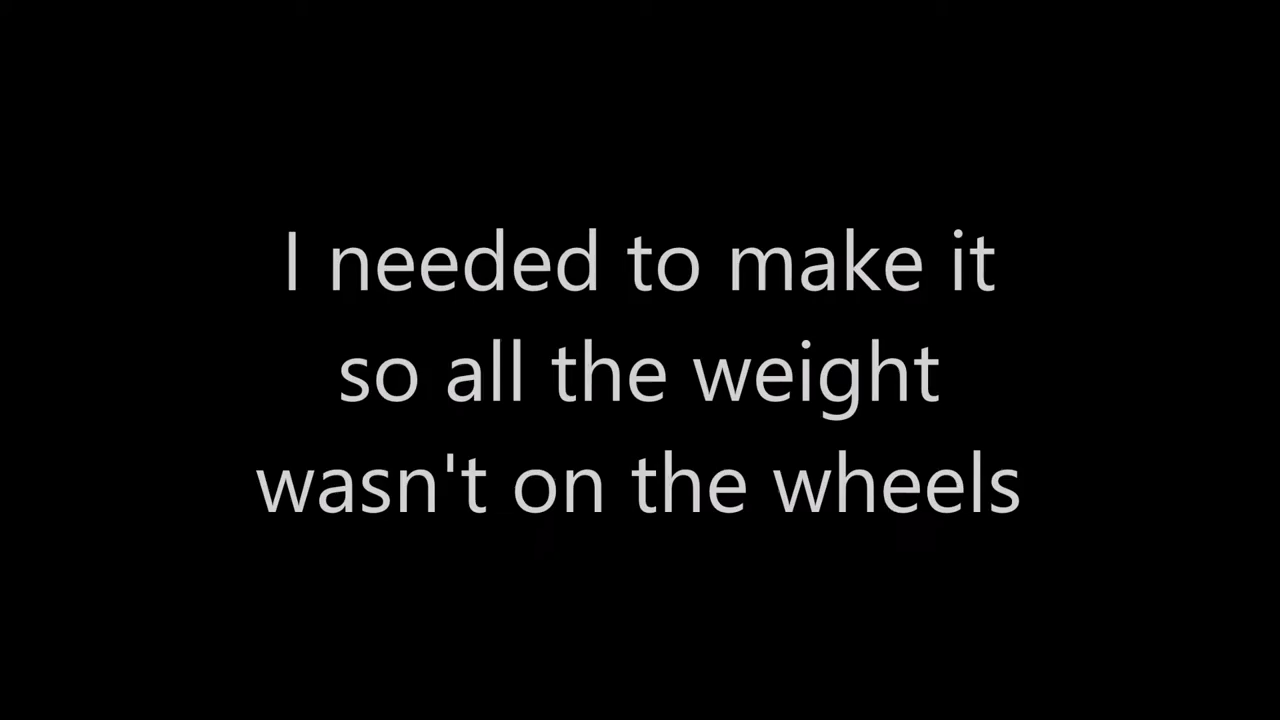 I needed to make it
so all the weight
wasn't on the wheels